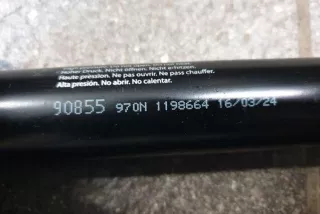 Hoher Druck. Nicht öffnen. Nicht erhitzen.
Haute pression. Ne pas ouvrir. Ne pas chauffer.
Alta presión. No abrir. No calentar.
90855 970N 1198664 16/03/24